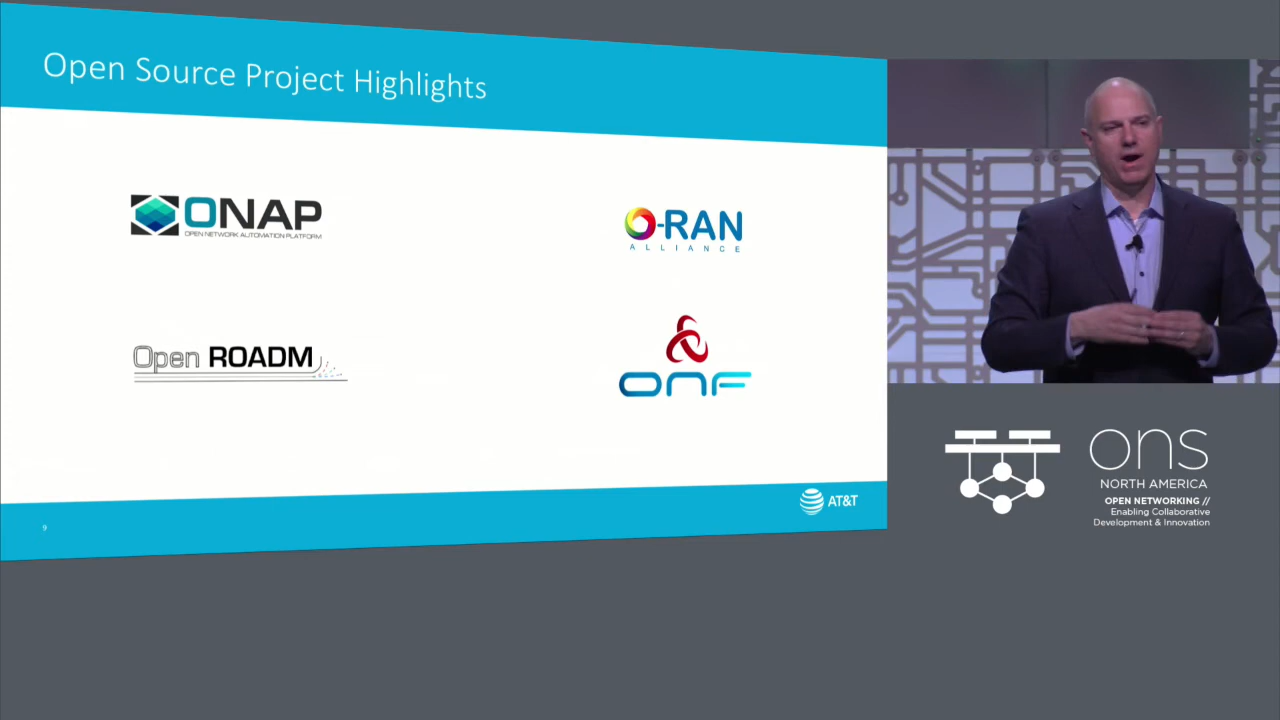 Open Source Project Highlights
ONAP
OPEN NETWORK AUTOMATION PLATFORM
O-RAN
ALLIANCE
Open ROADM
ONF
AT&T
9
ons
NORTH AMERICA
OPEN NETWORKING //
Enabling Collaborative
Development & Innovation